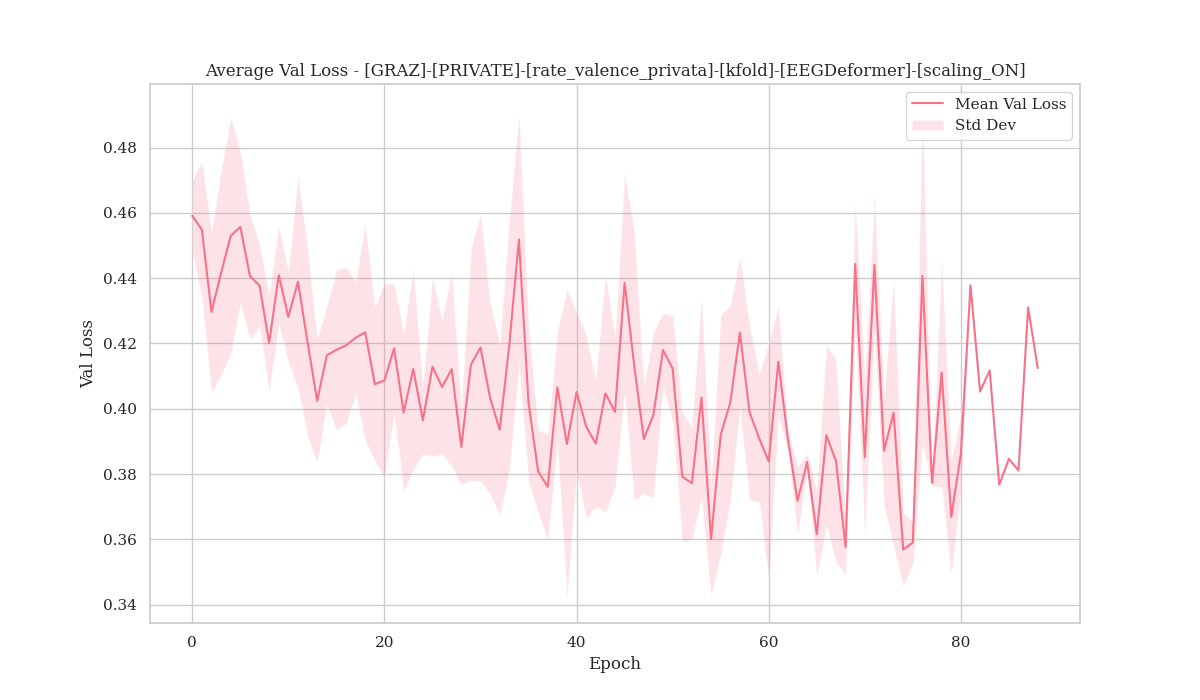 Average Val Loss - [GRAZ]-[PRIVATE]-[rate_valence_privata]-[kfold]-[EEGDeformer]-[scaling_ON]
Mean Val Loss
Std Dev
0.48
0.46
0.44
0.42
0.40
0.38
0.36
0.34
Val Loss
0 20 40 60 80
Epoch